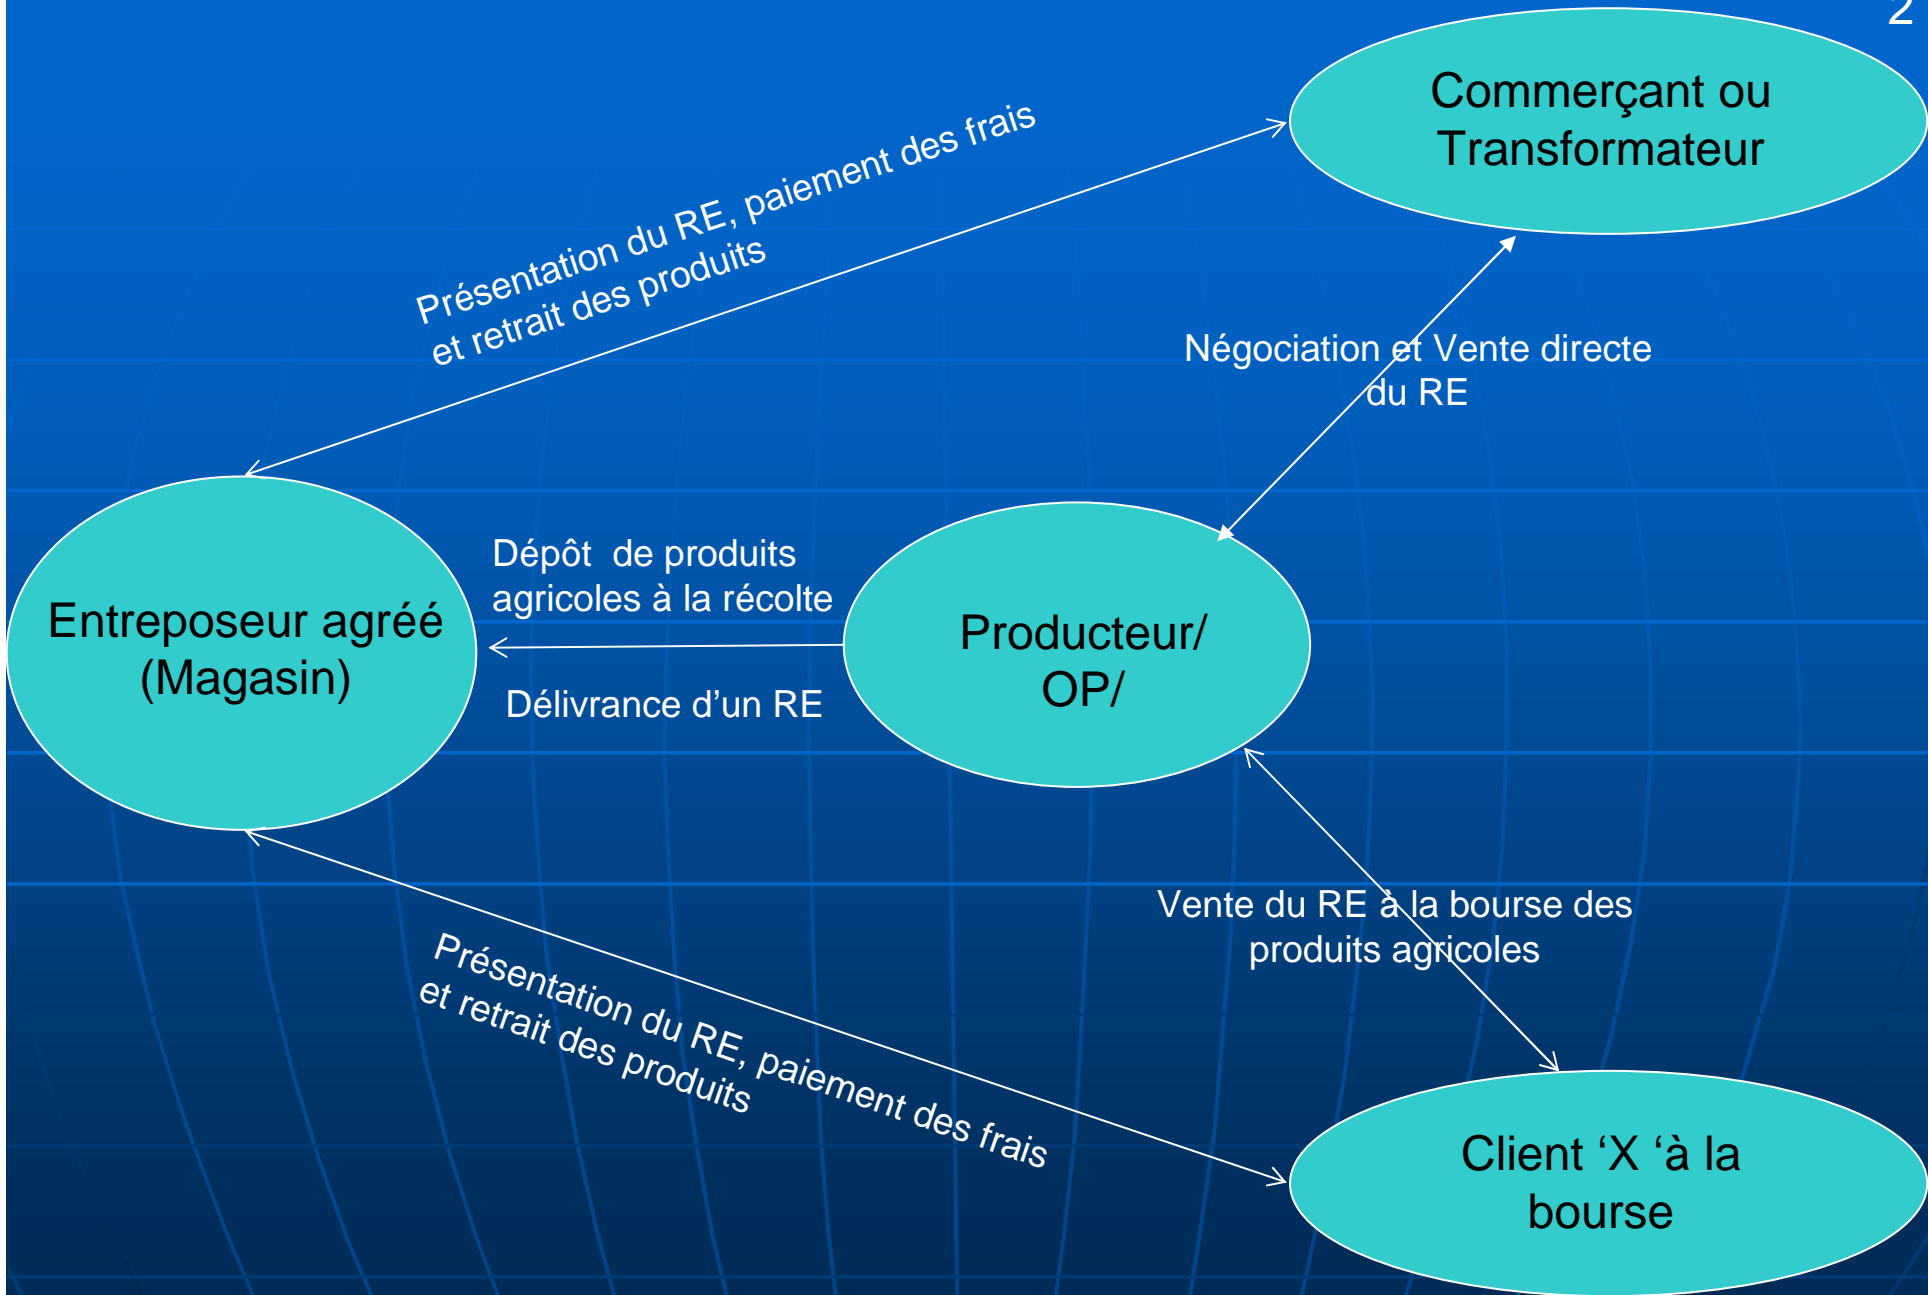 2
Commerçant ou
Transformateur
Présentation du RE, paiement des frais
et retrait des produits
Négociation et Vente directe
du RE
Dépôt  de produits
agricoles à la récolte
Entreposeur agréé
(Magasin)
Producteur/
OP/
Délivrance d’un RE
Vente du RE à la bourse des
produits agricoles
Présentation du RE, paiement des frais
et retrait des produits
Client ‘X ‘à la
bourse